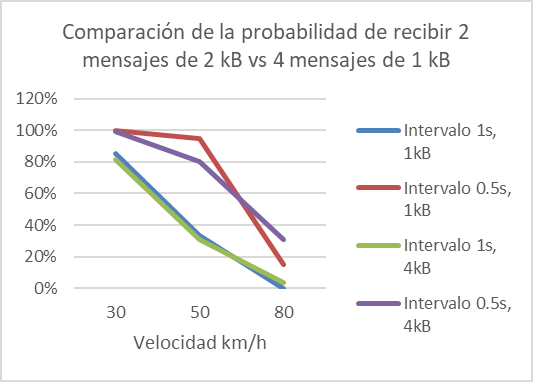 Comparación de la probabilidad de recibir 2
mensajes de 2 kB vs 4 mensajes de 1 kB
120%
100%
80%
60%
40%
20%
0%
30 50 80
Velocidad km/h
Intervalo 1s,
1kB
Intervalo 0.5s,
1kB
Intervalo 1s,
4kB
Intervalo 0.5s,
4kB